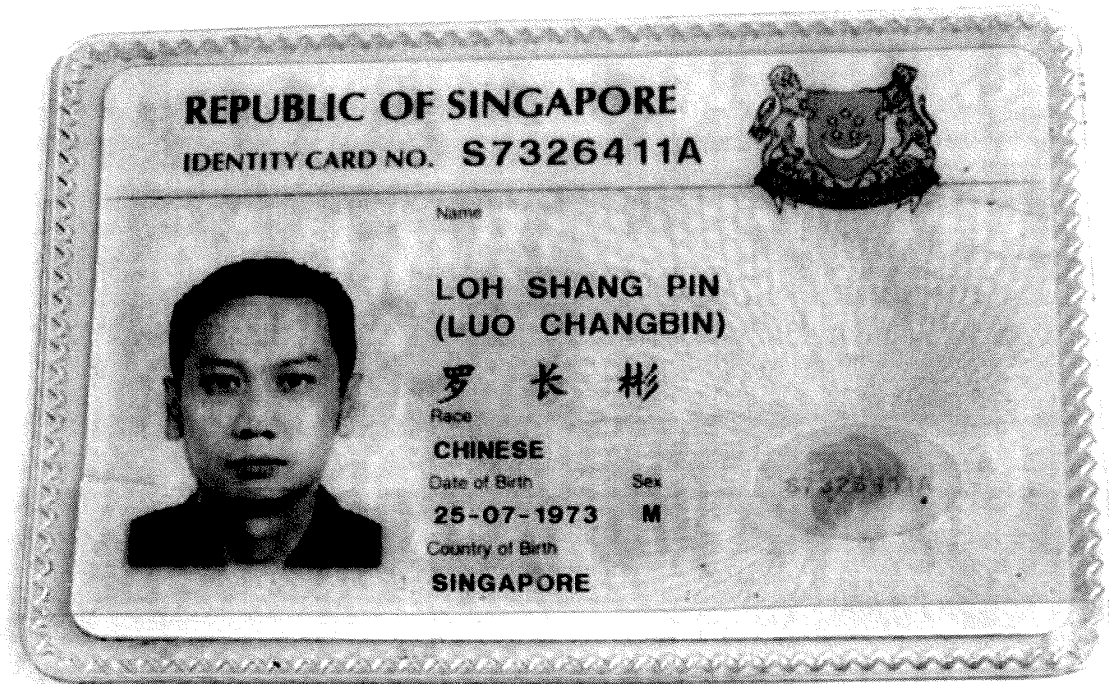 REPUBLIC OF SINGAPORE
IDENTITY CARD NO. S7326411A
Name
LOH SHANG PIN
(LUO CHANGBIN)
罗 长 彬
Race
CHINESE
Date of Birth Sex
25-07-1973 M
S7326411A
Country of Birth
SINGAPORE